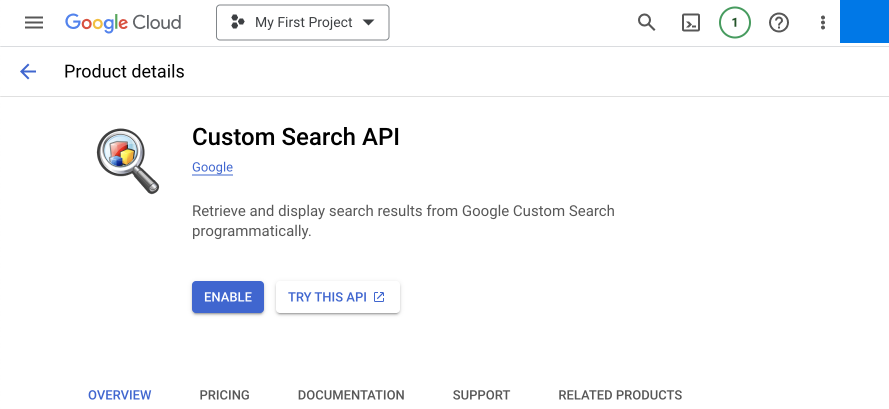 Google Cloud My First Project 1
Product details
Custom Search API
Google
Retrieve and display search results from Google Custom Search
programmatically.
ENABLE TRY THIS API
OVERVIEW PRICING DOCUMENTATION SUPPORT RELATED PRODUCTS